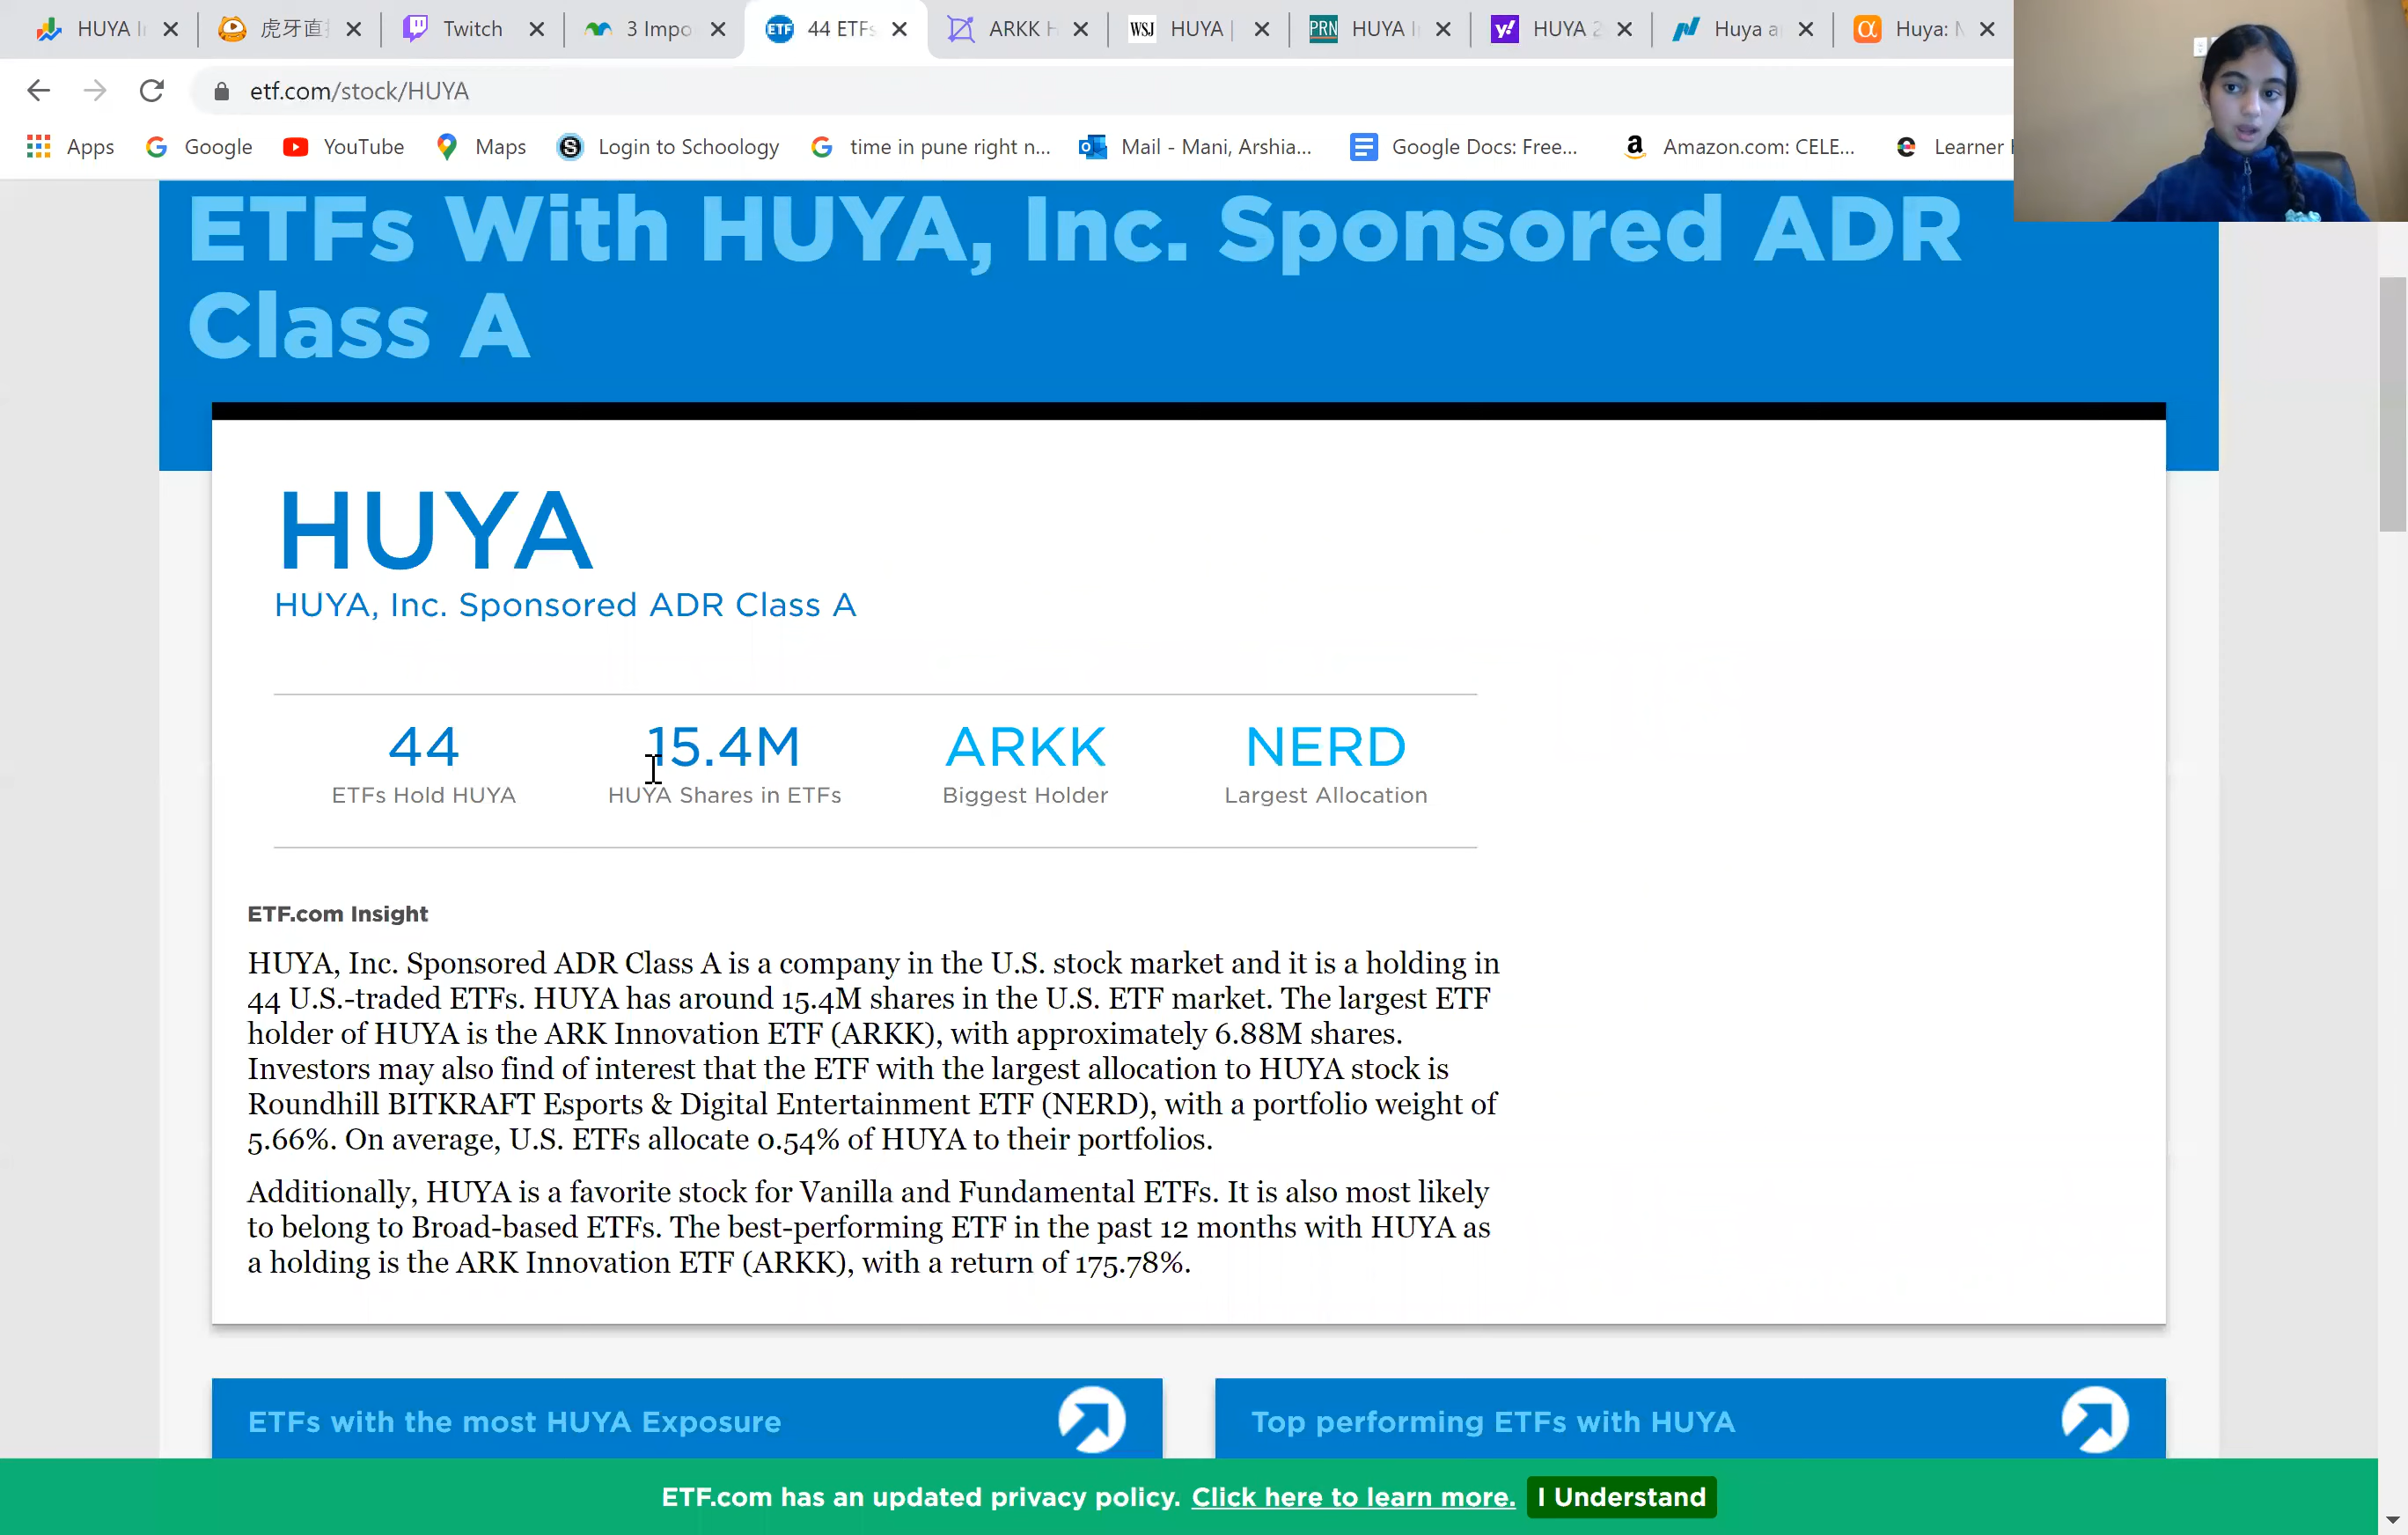 HUYA I
虎牙直
Twitch
3 Impo
ETF
44 ETFs
ARKK H
WSJ
HUYA |
PRN
HUYA I
y!
HUYA 2
Huya a
α
Huya: N
etf.com/stock/HUYA
Apps
Google
YouTube
Maps
Login to Schoology
time in pune right n...
Mail - Mani, Arshia...
Google Docs: Free...
Amazon.com: CELE...
Learner
ETFs With HUYA, Inc. Sponsored ADR
Class A
HUYA
HUYA, Inc. Sponsored ADR Class A
44
15.4M
ARKK
NERD
ETFs Hold HUYA
HUYA Shares in ETFs
Biggest Holder
Largest Allocation
ETF.com Insight
HUYA, Inc. Sponsored ADR Class A is a company in the U.S. stock market and it is a holding in
44 U.S.-traded ETFs. HUYA has around 15.4M shares in the U.S. ETF market. The largest ETF
holder of HUYA is the ARK Innovation ETF (ARKK), with approximately 6.88M shares.
Investors may also find of interest that the ETF with the largest allocation to HUYA stock is
Roundhill BITKRAFT Esports & Digital Entertainment ETF (NERD), with a portfolio weight of
5.66%. On average, U.S. ETFs allocate 0.54% of HUYA to their portfolios.
Additionally, HUYA is a favorite stock for Vanilla and Fundamental ETFs. It is also most likely
to belong to Broad-based ETFs. The best-performing ETF in the past 12 months with HUYA as
a holding is the ARK Innovation ETF (ARKK), with a return of 175.78%.
ETFs with the most HUYA Exposure
Top performing ETFs with HUYA
ETF.com has an updated privacy policy. Click here to learn more. I Understand